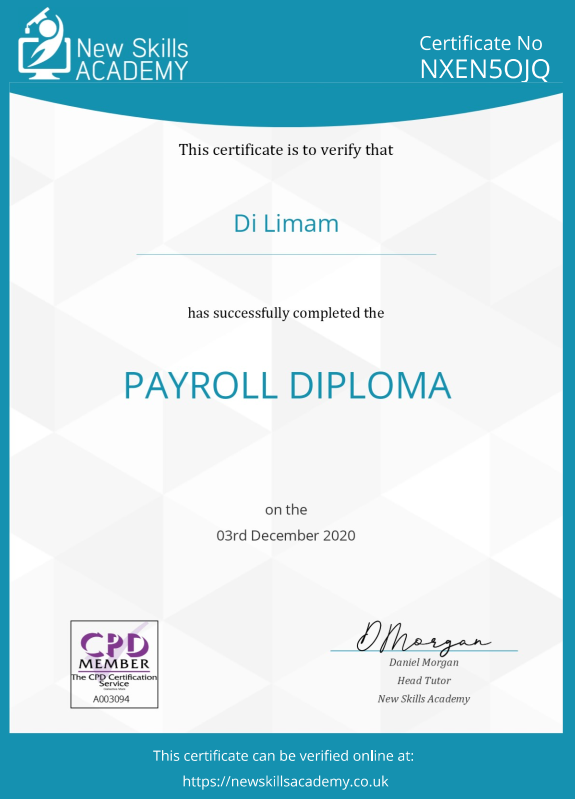 New Skills
ACADEMY
Certificate No
NXEN5OJQ
This certificate is to verify that
Di Limam
has successfully completed the
PAYROLL DIPLOMA
on the
03rd December 2020
CPD
MEMBER
The CPD Certification
Service
A003094
DMorgan
Daniel Morgan
Head Tutor
New Skills Academy
This certificate can be verified online at:
https://newskillsacademy.co.uk